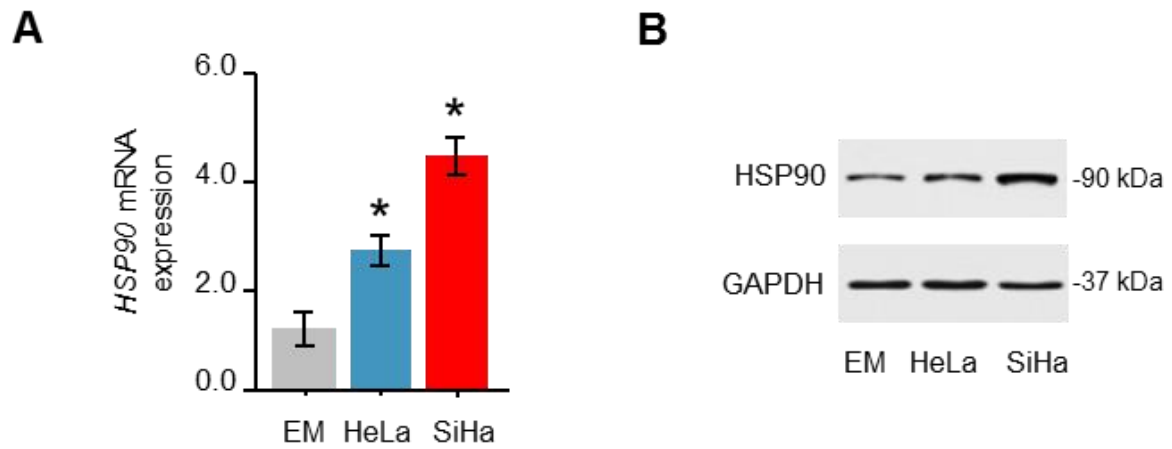 A
6.0
4.0
2.0
0.0
HSP90 mRNA
expression
*
*
EM HeLa SiHa
B
HSP90 -90 kDa
GAPDH -37 kDa
EM HeLa SiHa